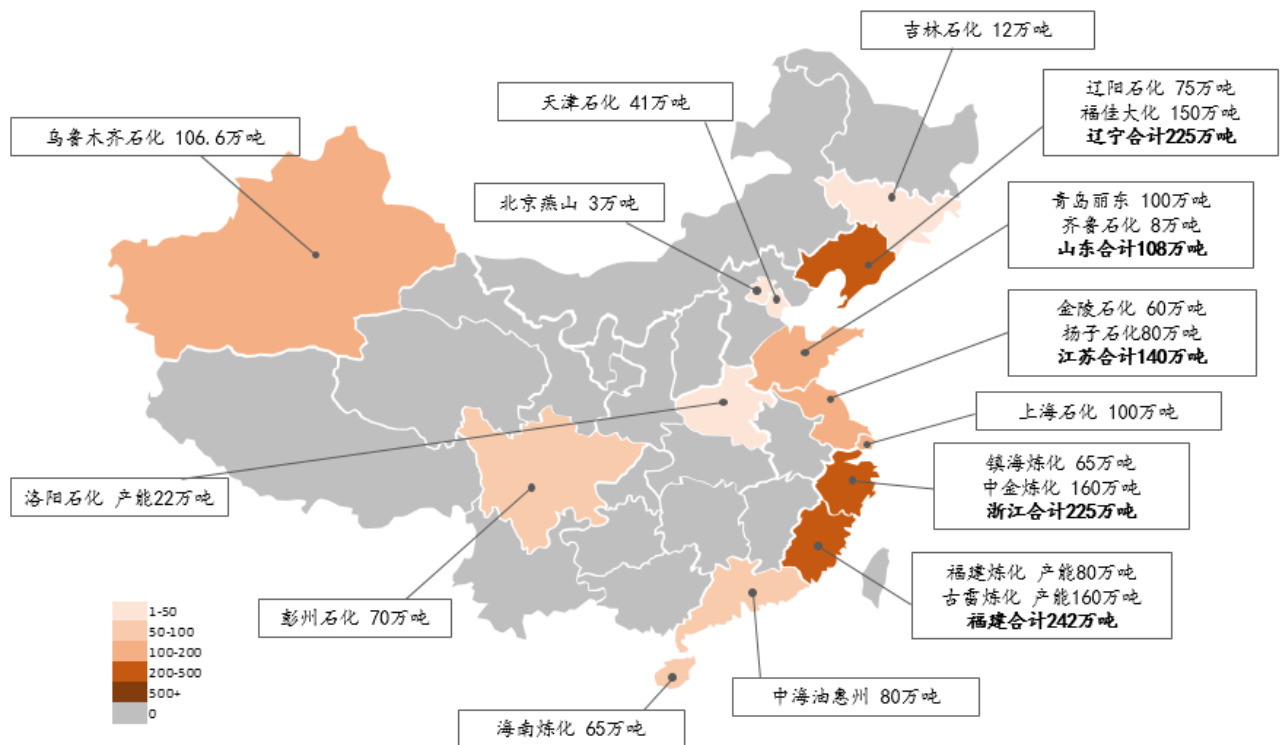 吉林石化 12万吨
天津石化 41万吨
辽阳石化 75万吨
福佳大化 150万吨
辽宁合计225万吨
乌鲁木齐石化 106.6万吨
北京燕山 3万吨
青岛丽东 100万吨
齐鲁石化 8万吨
山东合计108万吨
金陵石化 60万吨
扬子石化80万吨
江苏合计140万吨
上海石化 100万吨
镇海炼化 65万吨
中金炼化 160万吨
浙江合计225万吨
洛阳石化 产能22万吨
福建炼化 产能80万吨
古雷炼化 产能160万吨
福建合计242万吨
彭州石化 70万吨
1-50
50-100
100-200
200-500
500+
0
中海油惠州 80万吨
海南炼化 65万吨